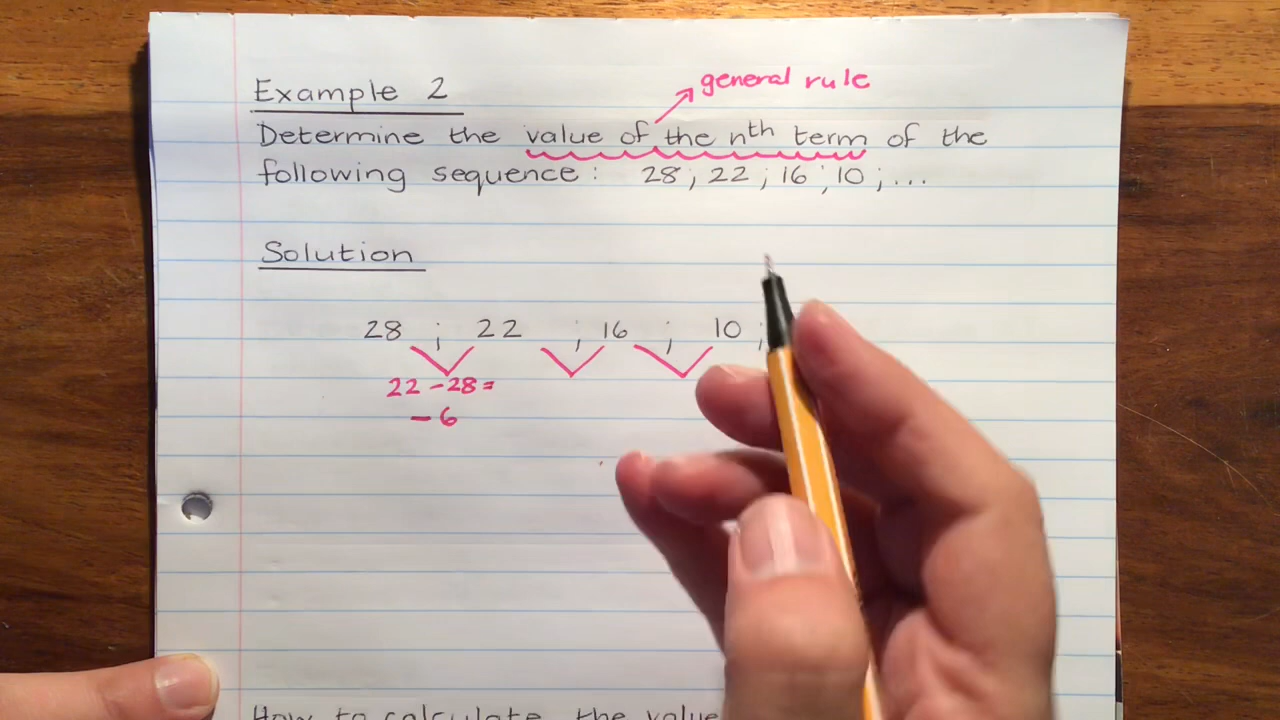 general rule
Example 2
Determine the value of the nth term of the
following sequence: 28; 22; 16; 10; ...
Solution
28 ; 22 ; 16 ; 10 ;
22 - 28 =
- 6
How to calculate the value